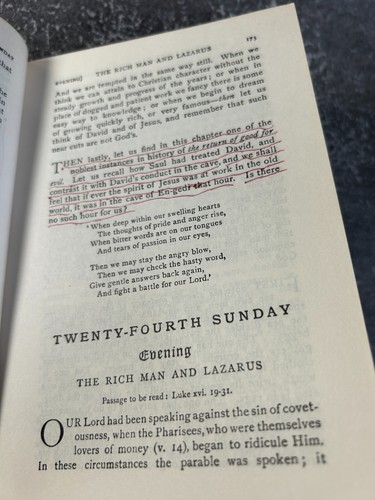 EVENING] THE RICH MAN AND LAZARUS 175
And we are tempted in the same way still. When we
think we can attain to Christian character without the
steady growth and progress of the years; or when in
place of dogged and patient work we fancy there is some
easy way to knowledge; or when we begin to dream
of growing quickly rich, or very famous—then let us
think of David and of Jesus, and remember that such
near cuts are not God's.
THEN lastly, let us find in this chapter one of the
noblest instances in history of the return of good for
evil. Let us recall how Saul had treated David, and
contrast it with David's conduct in the cave, and we shall
feel that if ever the spirit of Jesus was at work in the old
world, it was in the cave of En-gedi that hour. Is there
no such hour for us?
'When deep within our swelling hearts
The thoughts of pride and anger rise,
When bitter words are on our tongues
And tears of passion in our eyes,
Then we may stay the angry blow,
Then we may check the hasty word,
Give gentle answers back again,
And fight a battle for our Lord.'
TWENTY-FOURTH SUNDAY
Evening
THE RICH MAN AND LAZARUS
Passage to be read: Luke xvi. 19-31.
OUR Lord had been speaking against the sin of covet-
ousness, when the Pharisees, who were themselves
lovers of money (v. 14), began to ridicule Him.
In these circumstances the parable was spoken; it